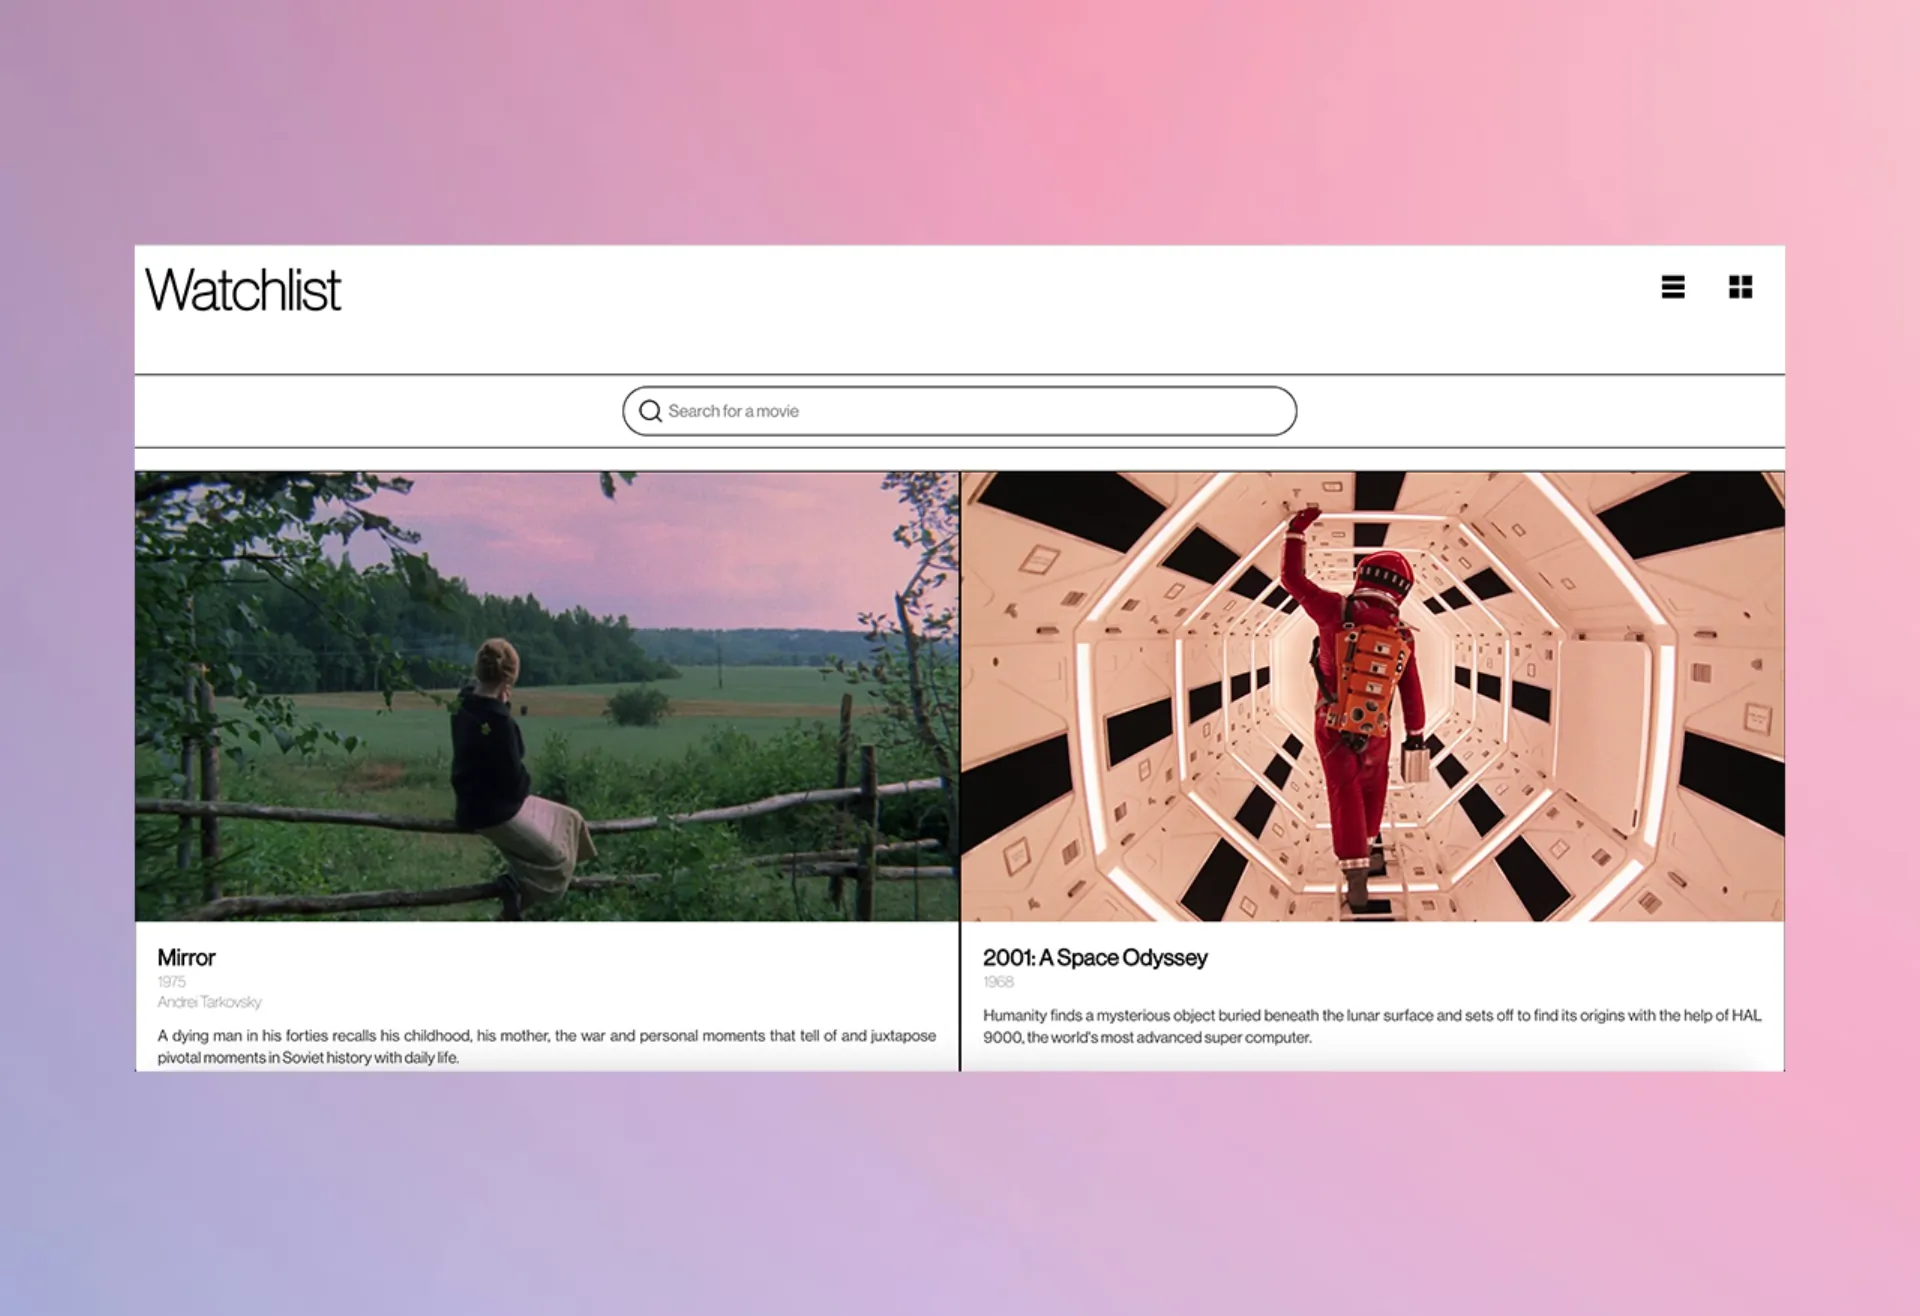 Watchlist
Search for a movie
Mirror
1975
Andrei Tarkovsky
A dying man in his forties recalls his childhood, his mother, the war and personal moments that tell of and juxtapose
pivotal moments in Soviet history with daily life.
2001: A Space Odyssey
1968
Humanity finds a mysterious object buried beneath the lunar surface and sets off to find its origins with the help of HAL
9000, the world's most advanced super computer.